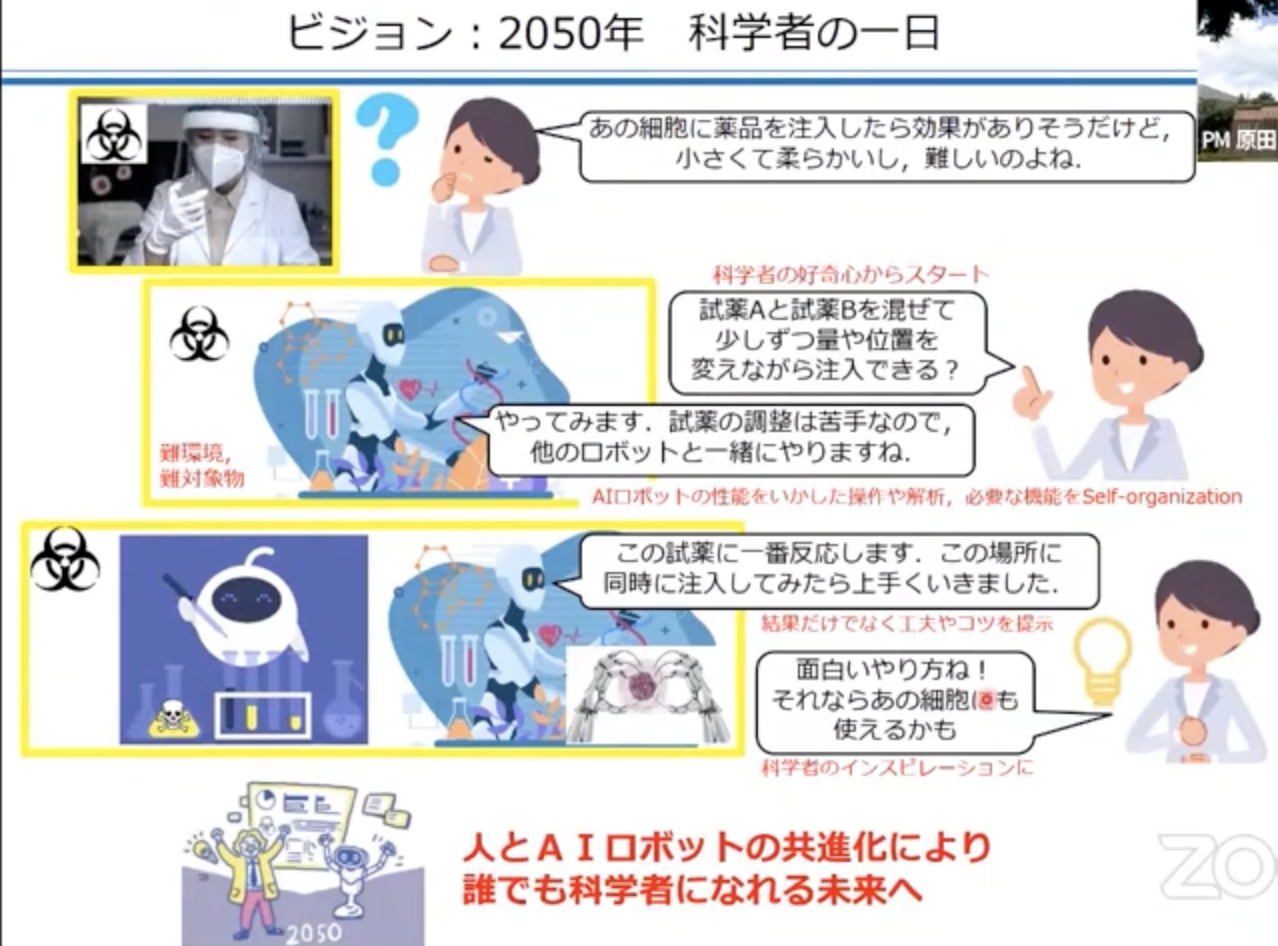 ビジョン：2050年　科学者の一日
PM 原田
あの細胞に薬品を注入したら効果がありそうだけど，
小さくて柔らかいし，難しいのよね．
科学者の好奇心からスタート
試薬Aと試薬Bを混ぜて
少しずつ量や位置を
変えながら注入できる？
やってみます．試薬の調整は苦手なので，
他のロボットと一緒にやりますね．
難環境，
難対象物
AIロボットの性能をいかした操作や解析，必要な機能をSelf-organization
この試薬に一番反応します．この場所に
同時に注入してみたら上手くいきました．
結果だけでなく工夫やコツを提示
面白いやり方ね！
それならあの細胞にも
使えるかも
科学者のインスピレーションに
人とＡＩロボットの共進化により
誰でも科学者になれる未来へ
2050
ZO